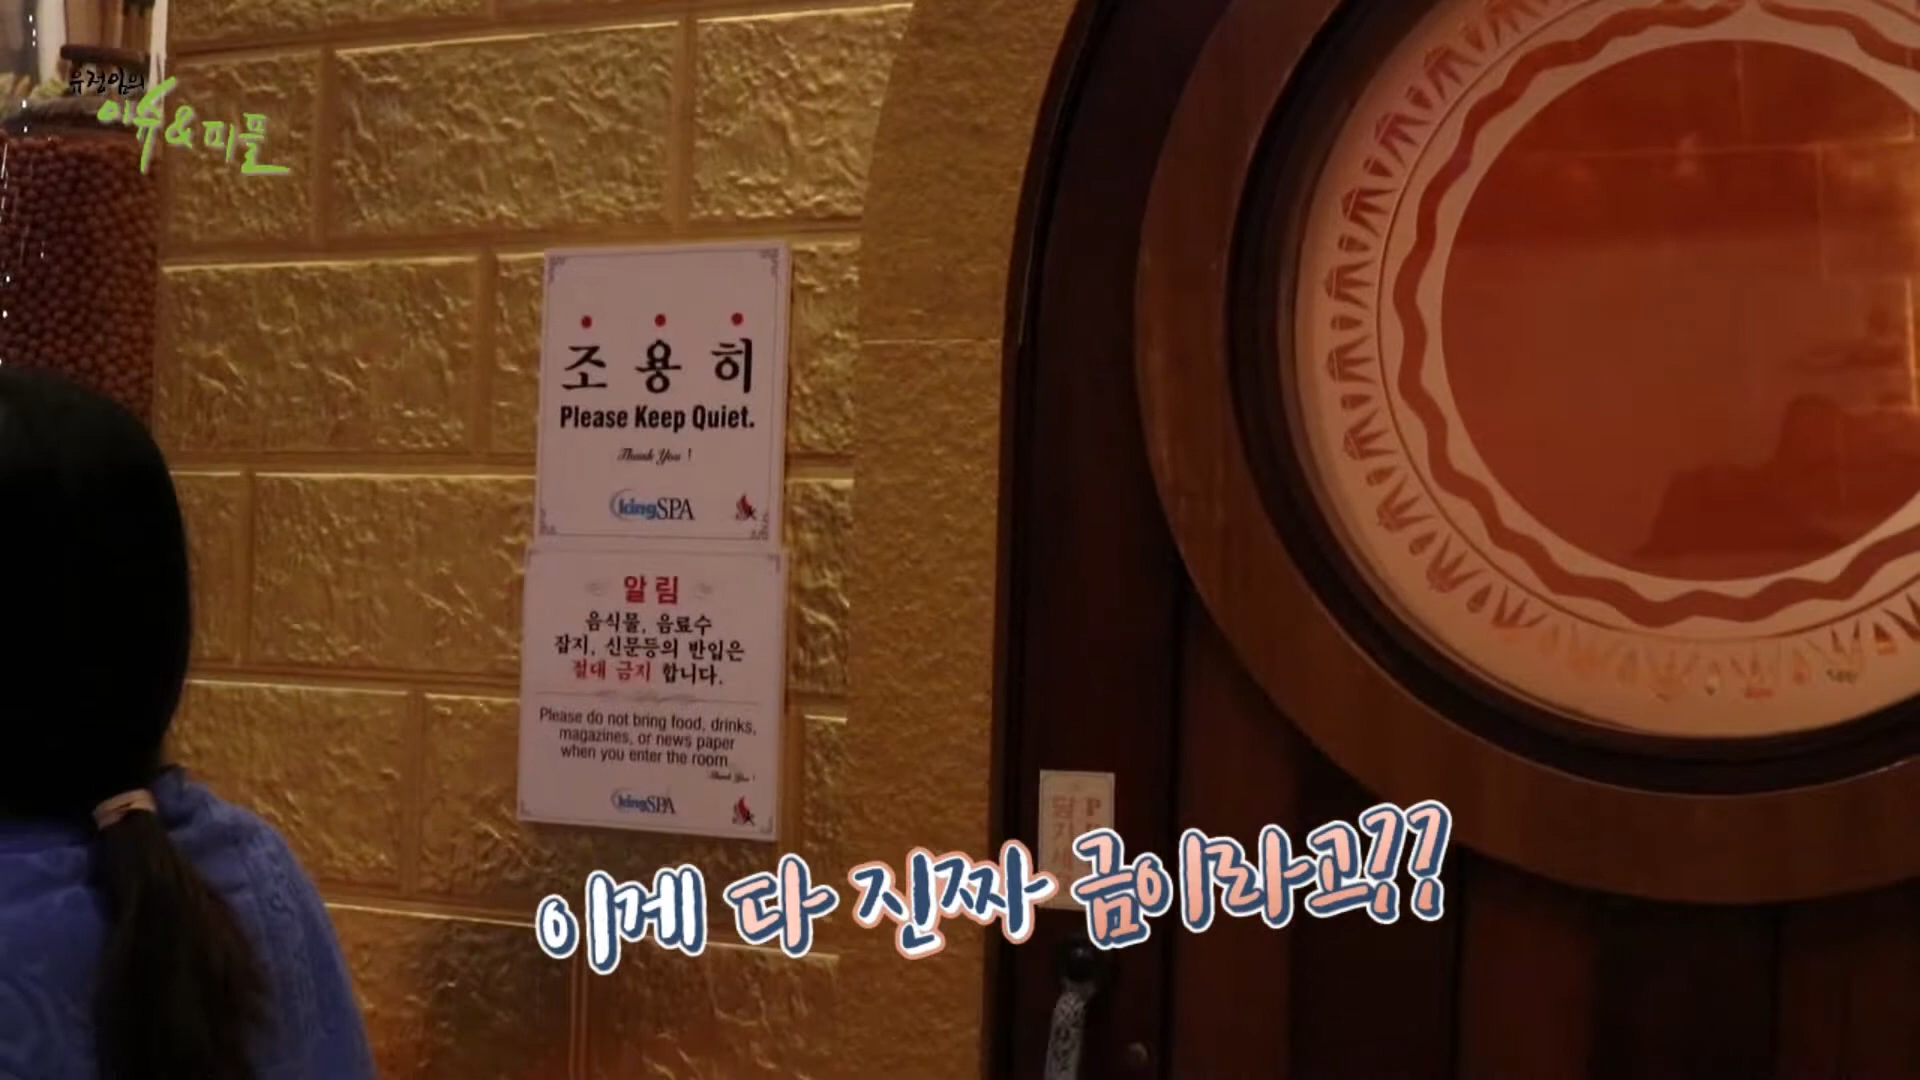 유정임의
이슈&피플
조용히
Please Keep Quiet.
Thank You !
kingSPA
알림
음식물, 음료수
잡지, 신문등의 반입은
절대 금지 합니다.
Please do not bring food, drinks,
magazines, or news paper
when you enter the room
Thank You !
kingSPA
이게 다 진짜 금이라고??